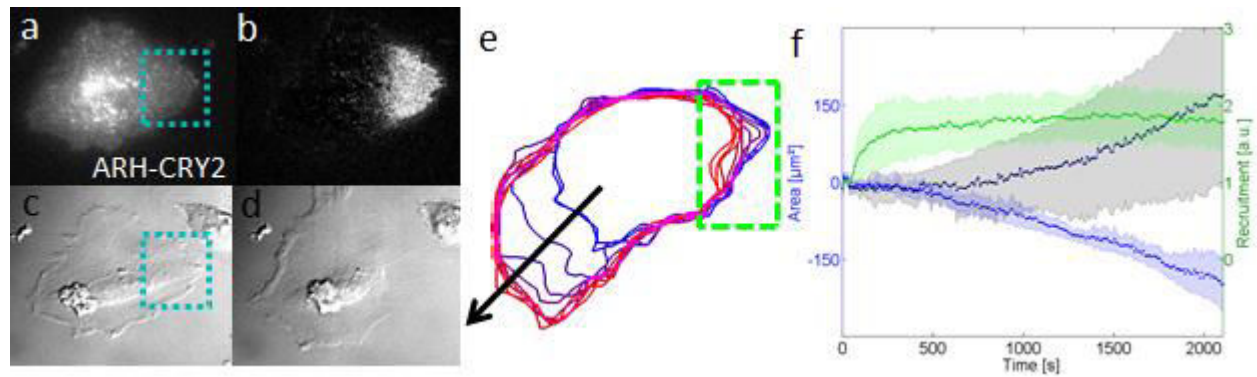 a
b
ARH-CRY2
c
d
e
f
150
0
-150
Area [µm²]
3
2
1
0
Recruitment [a.u.]
0
500
1000
1500
2000
Time [s]